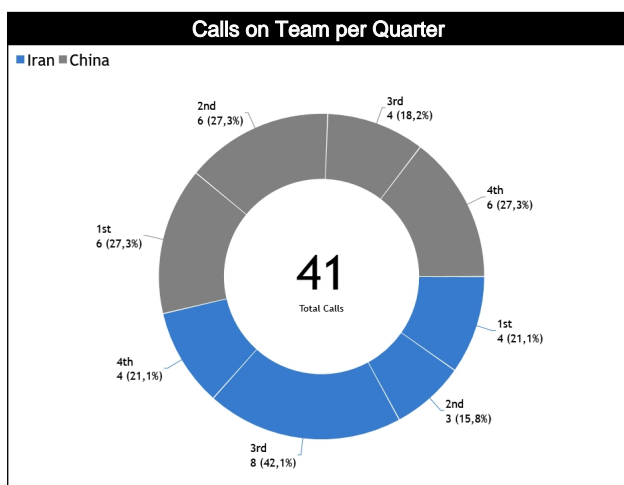 Calls on Team per Quarter
Iran China
2nd
6 (27,3%)
3rd
4 (18,2%)
4th
6 (27,3%)
1st
6 (27,3%)
41
Total Calls
1st
4 (21,1%)
4th
4 (21,1%)
2nd
3 (15,8%)
3rd
8 (42,1%)